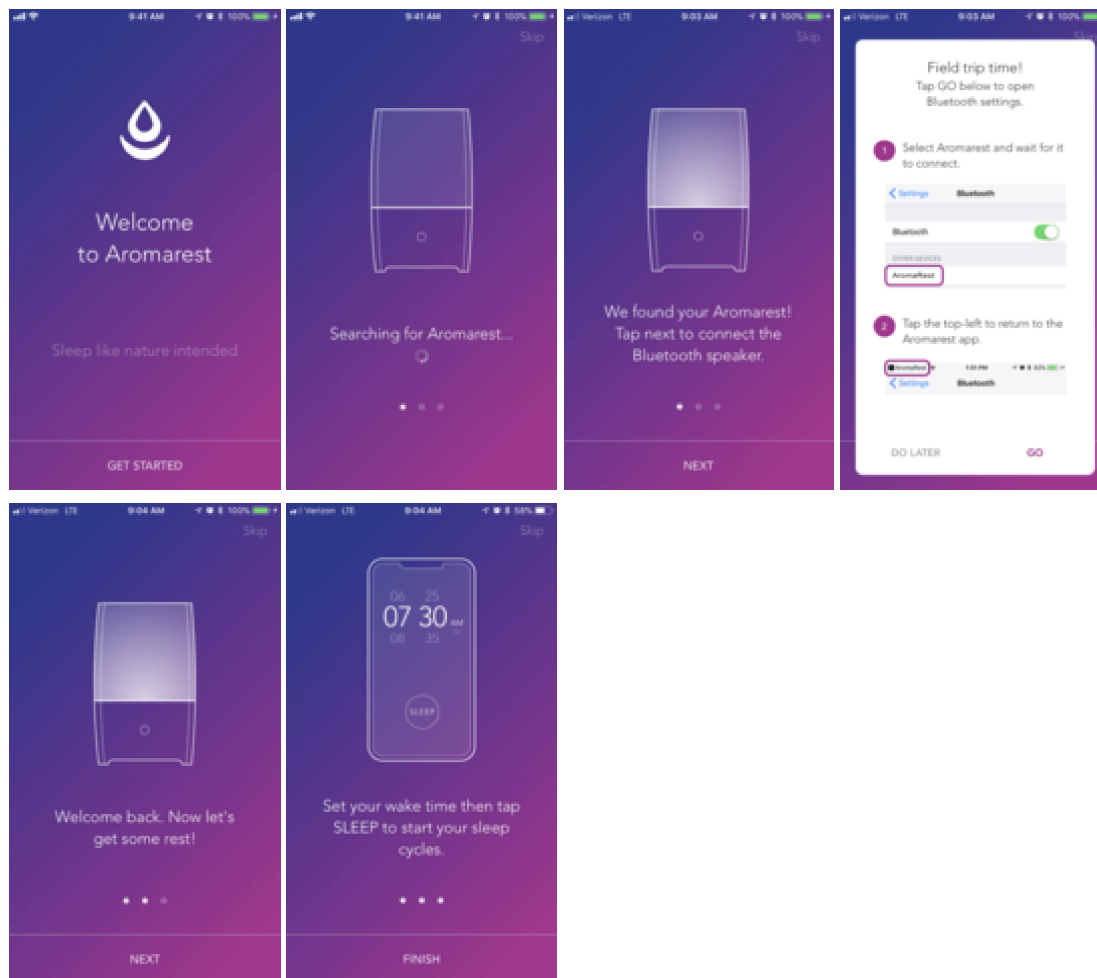 9:41 AM 100%
Welcome
to Aromarest
Sleep like nature intended
GET STARTED
9:41 AM 100%
Skip
Searching for Aromarest...
Verizon LTE 9:03 AM 100%
Skip
We found your Aromarest!
Tap next to connect the
Bluetooth speaker.
NEXT
Verizon LTE 9:03 AM 100%
Skip
Field trip time!
Tap GO below to open
Bluetooth settings.
1 Select Aromarest and wait for it
to connect.
Settings Bluetooth
Bluetooth
OTHER DEVICES
AromaRest
2 Tap the top-left to return to the
Aromarest app.
AromaRest
Settings Bluetooth
DO LATER GO
Verizon LTE 9:04 AM 100%
Skip
Welcome back. Now let's
get some rest!
NEXT
Verizon LTE 9:04 AM 58%
Skip
06 25
07 30 AM
08 35
SLEEP
Set your wake time then tap
SLEEP to start your sleep
cycles.
FINISH